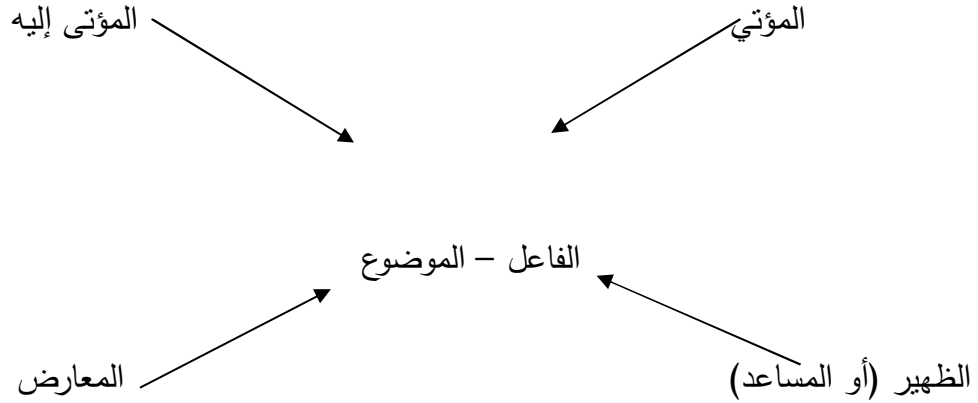 المؤتي
المؤتى إليه
الفاعل – الموضوع
الظهير (أو المساعد)
المعارض